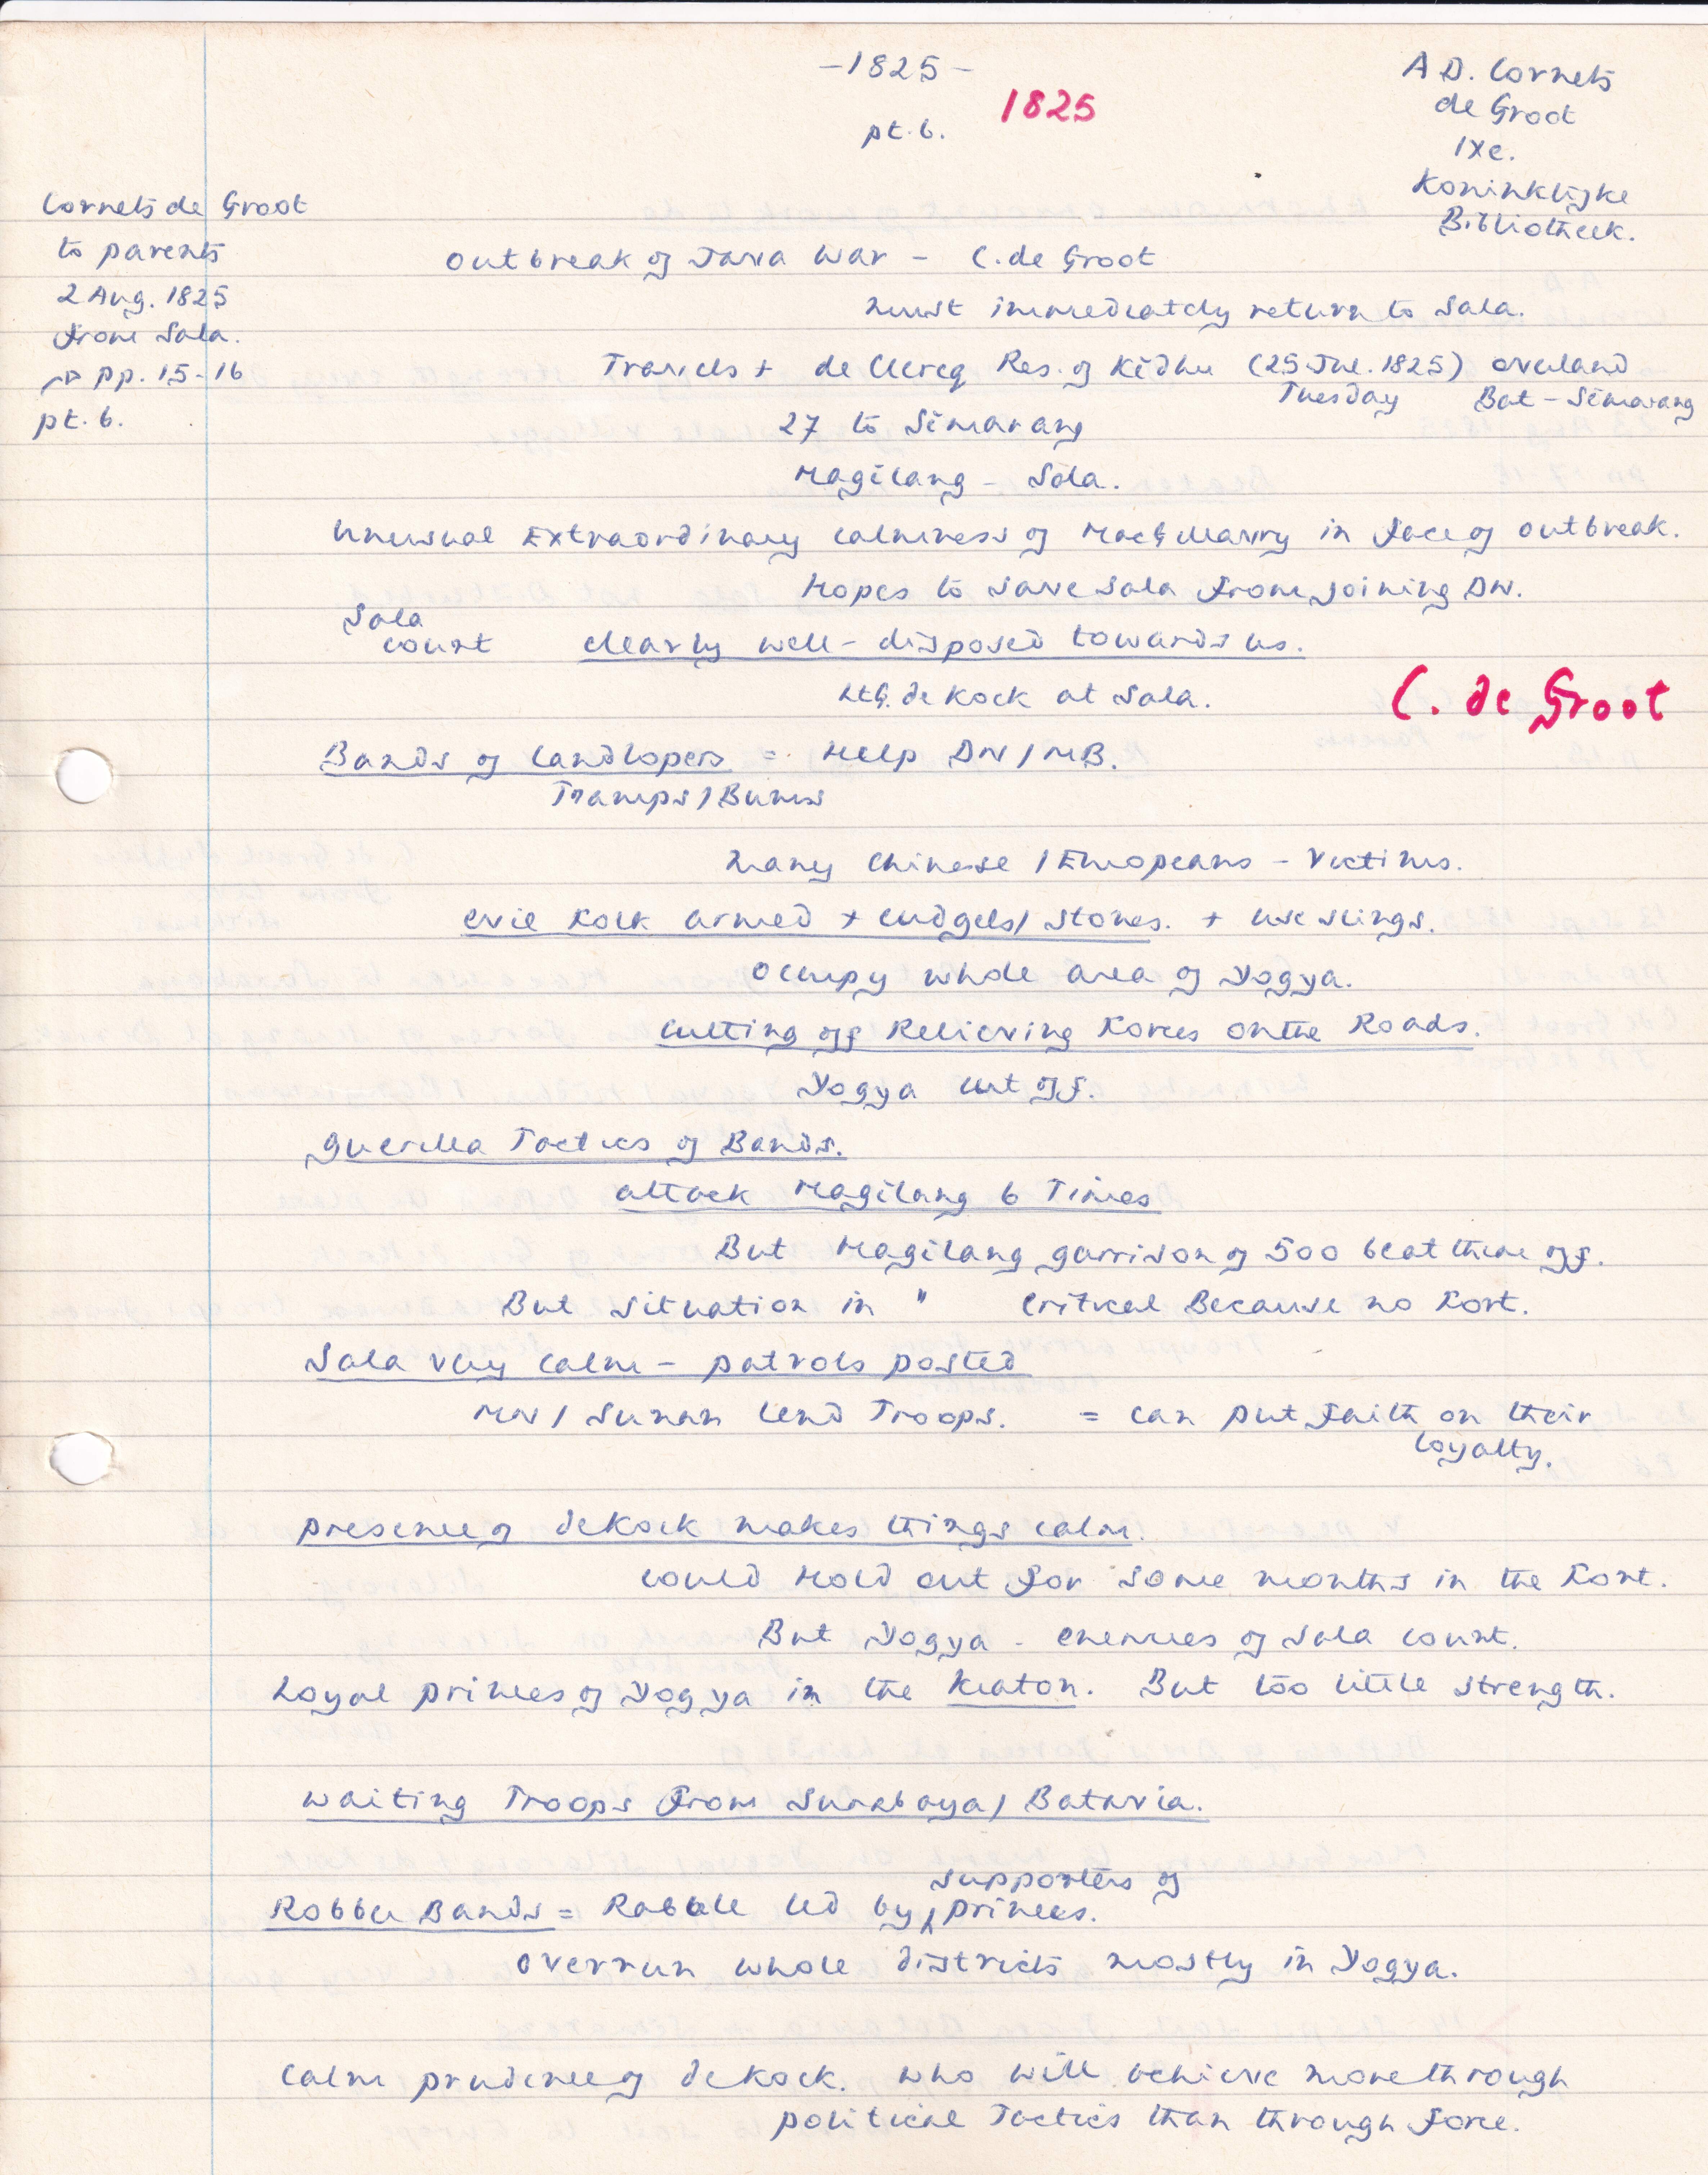 -1825-
1825
pt. 6.
A D. Cornets
de Groot
IXe.
Koninklijke
Bibliotheek.
Cornets de Groot
to parents
2 Aug. 1825
from Sala.
pp. 15-16
pt. 6.
Outbreak of Java War - C. de Groot
must immediately return to Sala.
Travels + de Clercq Res. of Kĕdhu (25 Jul. 1825) overland
Tuesday Bat - Sĕmarang
27 to Sĕmarang
Magĕlang - Sala.
Unusual Extraordinary calmness of MacGillavry in face of outbreak.
Hopes to save Sala from joining DN.
Sala
court clearly well-disposed towards us.
Lt G. de Kock at Sala.
C. de Groot
Bands of Landlopers = Help DN / MB.
Tramps / Bums
Many Chinese / Europeans - Victims.
evil folk armed + cudgels / stones. + use slings.
occupy whole area of Yogya.
cutting off Relieving Forces on the Roads.
Yogya cut off.
guerilla Tactics of Bands.
attack Magĕlang 6 Times
But Magĕlang garrison of 500 beat them off.
But situation in " critical Because no Fort.
Sala very calm - patrols posted
MN / Sunan lend Troops. = can put faith on their
loyalty.
presence of de Kock makes things calm.
could Hold out for some months in the Fort.
But Yogya - enemies of Sala court.
Loyal princes of Yogya in the Kraton. But too little strength.
waiting Troops from Surabaya / Batavia.
supporters of
Robber Bands = Rabble led by ∧ princes.
overrun whole districts mostly in Yogya.
Calm prudence of de Kock. who will achieve more through
political Tactics than through force.